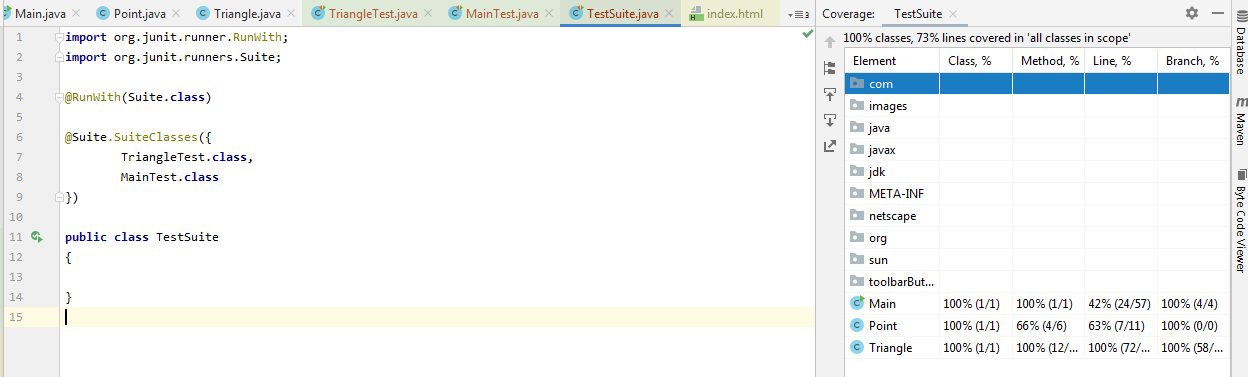 Main.java × Point.java × Triangle.java × TriangleTest.java × MainTest.java × TestSuite.java × index.html 3
Coverage: TestSuite ×
1 import org.junit.runner.RunWith;
2 import org.junit.runners.Suite;
3
4 @RunWith(Suite.class)
5
6 @Suite.SuiteClasses({
7 TriangleTest.class,
8 MainTest.class
9 })
10
11 public class TestSuite
12 {
13
14 }
15
100% classes, 73% lines covered in 'all classes in scope'
Element Class, % Method, % Line, % Branch, %
com
images
java
javax
jdk
META-INF
netscape
org
sun
toolbarBut...
Main 100% (1/1) 100% (1/1) 42% (24/57) 100% (4/4)
Point 100% (1/1) 66% (4/6) 63% (7/11) 100% (0/0)
Triangle 100% (1/1) 100% (12/... 100% (72/... 100% (58/...
Database
m Maven
Byte Code Viewer